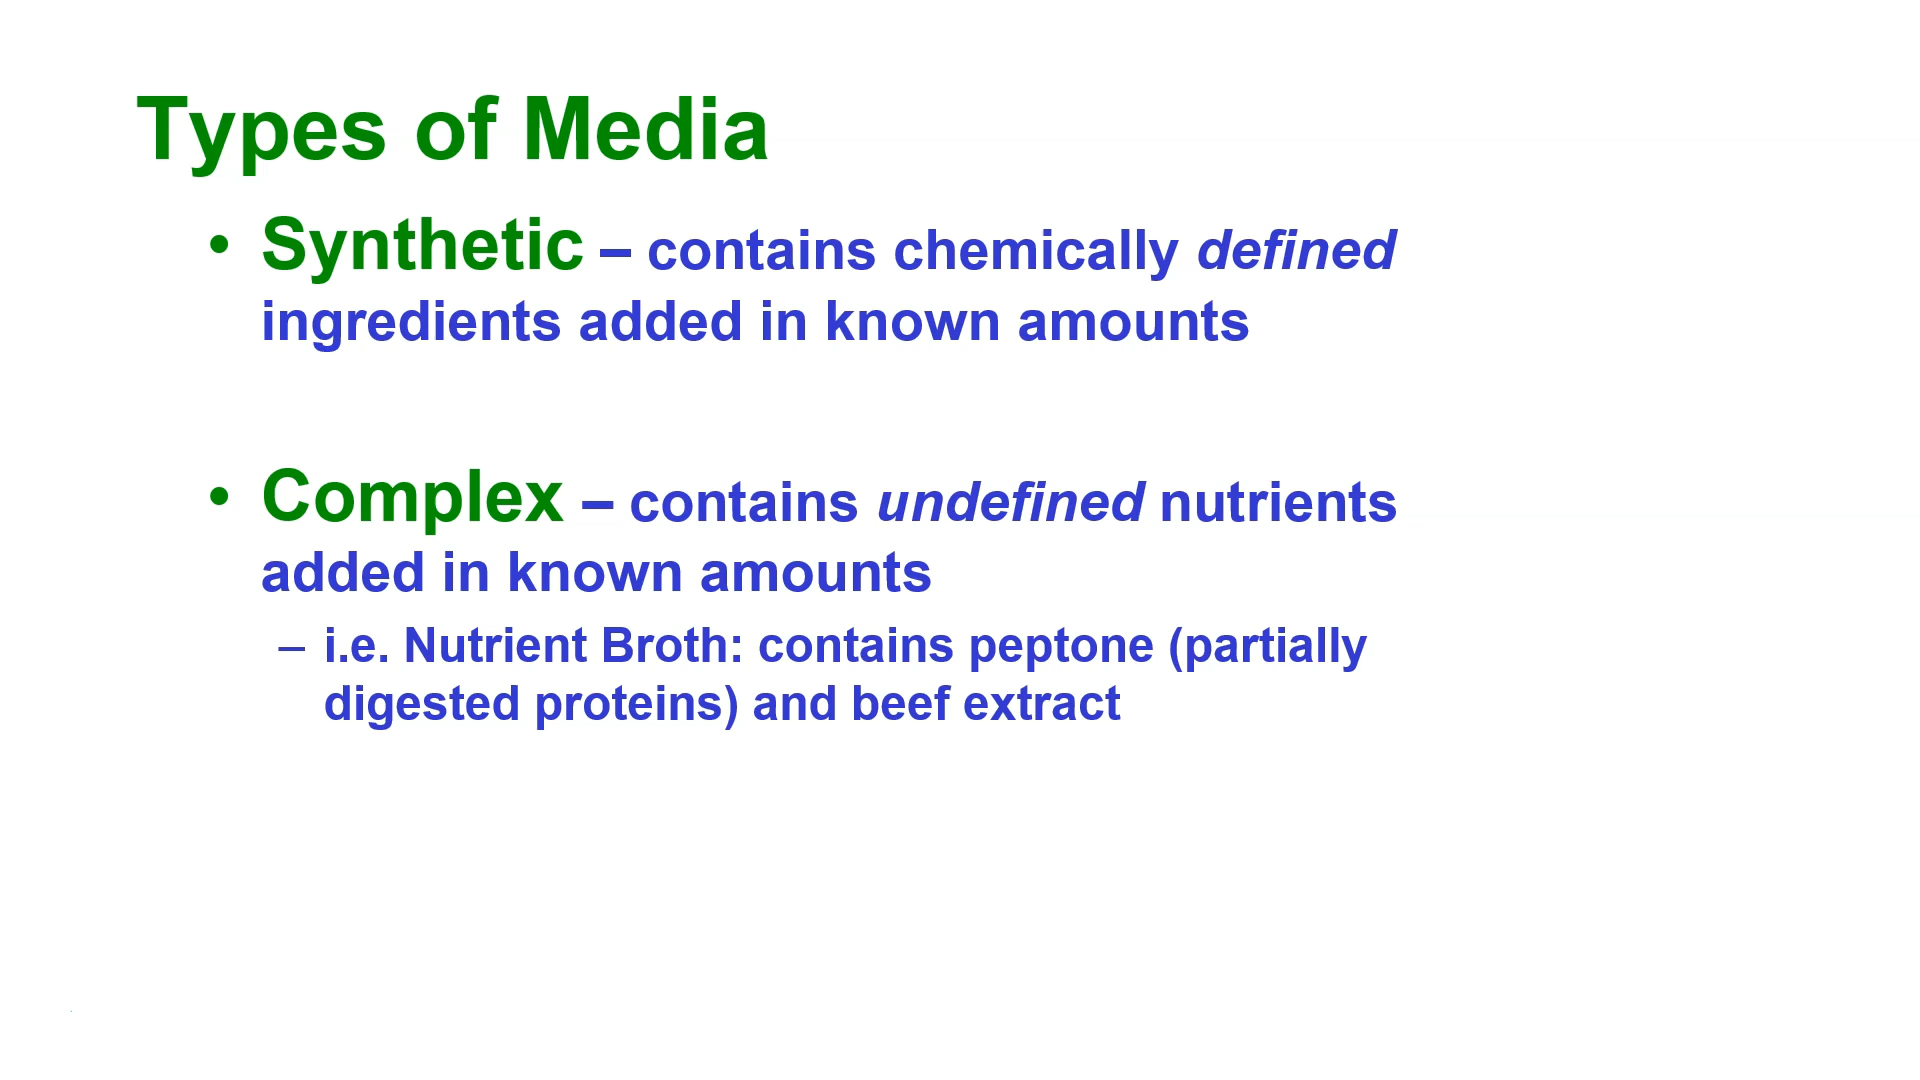 Types of Media
• Synthetic – contains chemically defined
ingredients added in known amounts
• Complex – contains undefined nutrients
added in known amounts
– i.e. Nutrient Broth: contains peptone (partially
digested proteins) and beef extract